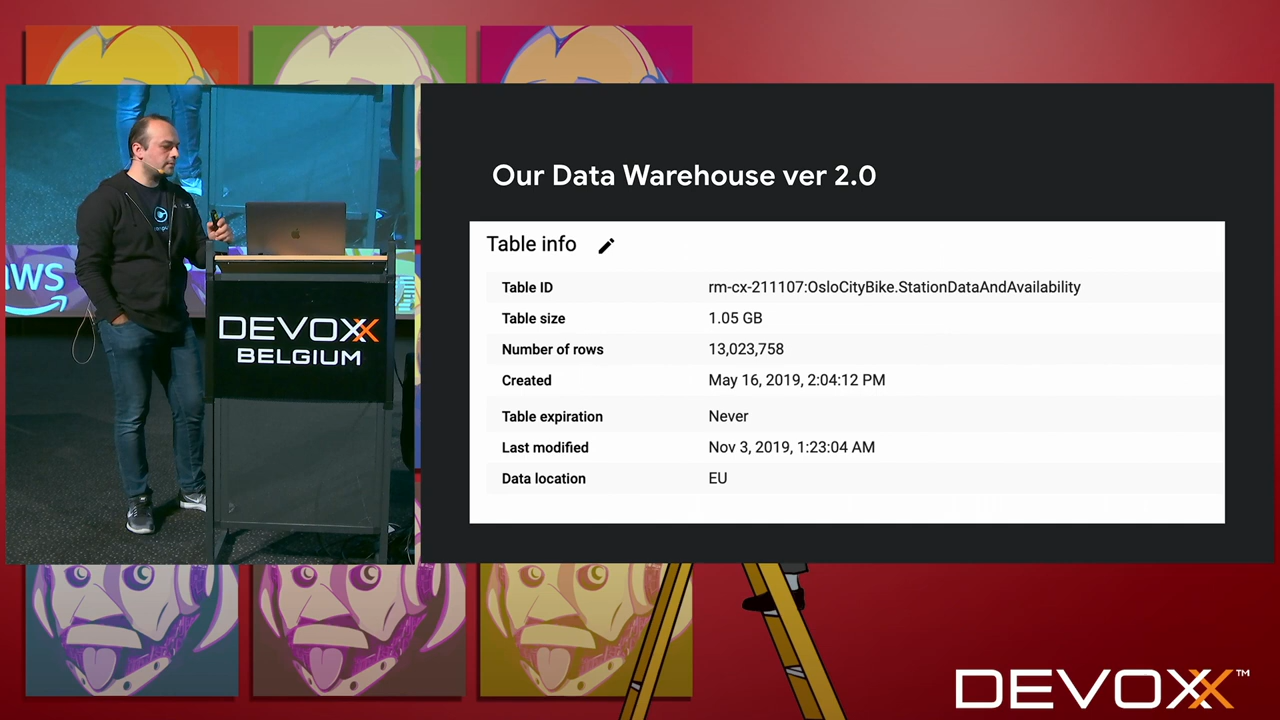 Our Data Warehouse ver 2.0
Table info
Table ID rm-cx-211107:OsloCityBike.StationDataAndAvailability
Table size 1.05 GB
Number of rows 13,023,758
Created May 16, 2019, 2:04:12 PM
Table expiration Never
Last modified Nov 3, 2019, 1:23:04 AM
Data location EU
aws
DEVOXX
BELGIUM
DEVOXX™